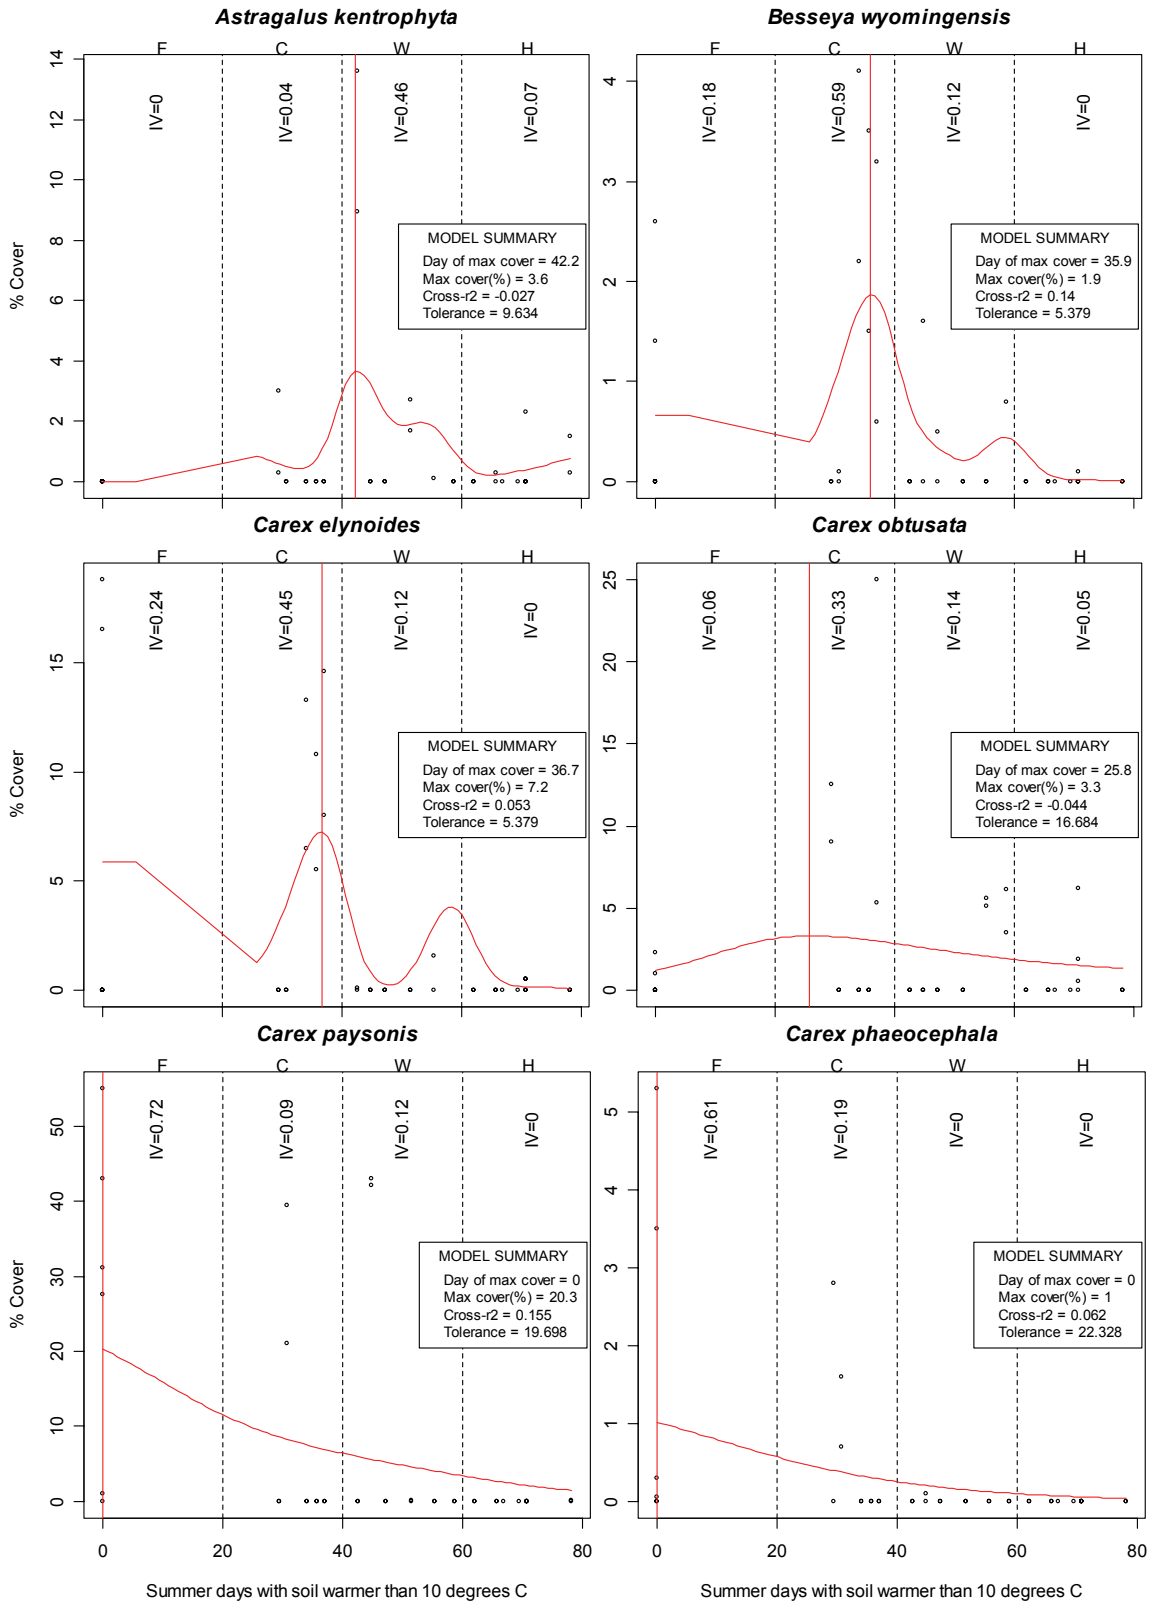 Astragalus kentrophyta
F C W H
IV=0
IV=0.04
IV=0.46
IV=0.07
MODEL SUMMARY
Day of max cover = 42.2
Max cover(%) = 3.6
Cross-r2 = -0.027
Tolerance = 9.634
% Cover
0 2 4 6 8 10 12 14
Besseya wyomingensis
F C W H
IV=0.18
IV=0.59
IV=0.12
IV=0
MODEL SUMMARY
Day of max cover = 35.9
Max cover(%) = 1.9
Cross-r2 = 0.14
Tolerance = 5.379
0 1 2 3 4
Carex elynoides
F C W H
IV=0.24
IV=0.45
IV=0.12
IV=0
MODEL SUMMARY
Day of max cover = 36.7
Max cover(%) = 7.2
Cross-r2 = 0.053
Tolerance = 5.379
% Cover
0 5 10 15
Carex obtusata
F C W H
IV=0.06
IV=0.33
IV=0.14
IV=0.05
MODEL SUMMARY
Day of max cover = 25.8
Max cover(%) = 3.3
Cross-r2 = -0.044
Tolerance = 16.684
0 5 10 15 20 25
Carex paysonis
F C W H
IV=0.72
IV=0.09
IV=0.12
IV=0
MODEL SUMMARY
Day of max cover = 0
Max cover(%) = 20.3
Cross-r2 = 0.155
Tolerance = 19.698
% Cover
0 10 20 30 40 50
0 20 40 60 80
Summer days with soil warmer than 10 degrees C
Carex phaeocephala
F C W H
IV=0.61
IV=0.19
IV=0
IV=0
MODEL SUMMARY
Day of max cover = 0
Max cover(%) = 1
Cross-r2 = 0.062
Tolerance = 22.328
0 1 2 3 4 5
0 20 40 60 80
Summer days with soil warmer than 10 degrees C